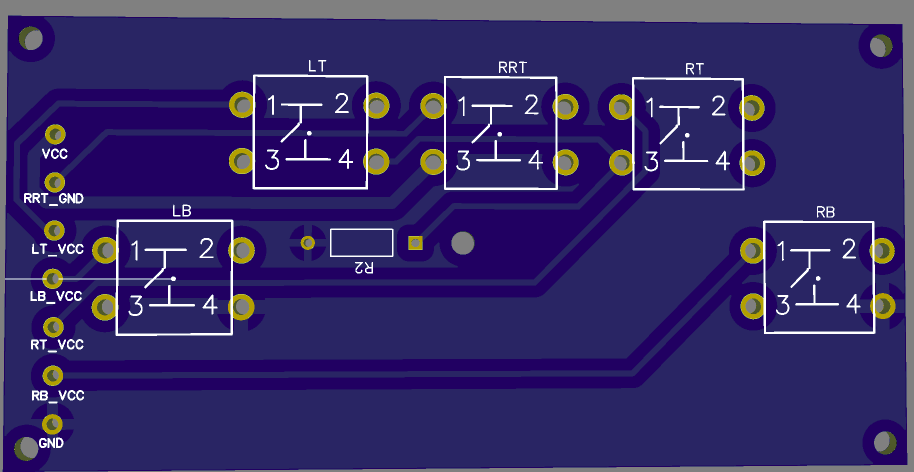 LT
RRT
RT
1 2
3 4
1 2
3 4
1 2
3 4
VCC
RRT_GND
LT_VCC
LB_VCC
RT_VCC
RB_VCC
GND
LB
1 2
3 4
R2
RB
1 2
3 4